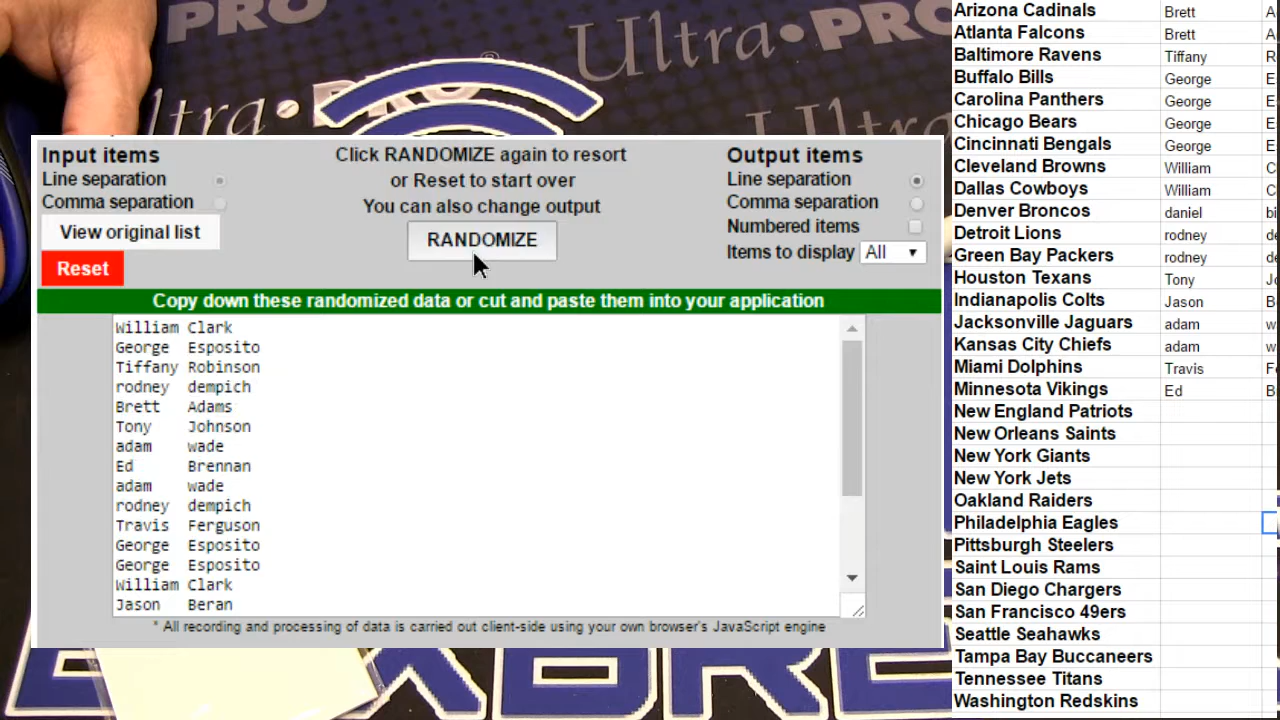 PRO
Ultra•PRO
ltra•PRO
Input items
Line separation
Comma separation
View original list
Reset
Click RANDOMIZE again to resort
or Reset to start over
You can also change output
RANDOMIZE
Output items
Line separation
Comma separation
Numbered items
Items to display All
Copy down these randomized data or cut and paste them into your application
William Clark
George Esposito
Tiffany Robinson
rodney dempich
Brett Adams
Tony Johnson
adam wade
Ed Brennan
adam wade
rodney dempich
Travis Ferguson
George Esposito
George Esposito
William Clark
Jason Beran
* All recording and processing of data is carried out client-side using your own browser's JavaScript engine
Arizona Cadinals Brett A
Atlanta Falcons Brett A
Baltimore Ravens Tiffany R
Buffalo Bills George E
Carolina Panthers George E
Chicago Bears George E
Cincinnati Bengals George E
Cleveland Browns William C
Dallas Cowboys William C
Denver Broncos daniel bi
Detroit Lions rodney de
Green Bay Packers rodney de
Houston Texans Tony Jo
Indianapolis Colts Jason B
Jacksonville Jaguars adam w
Kansas City Chiefs adam w
Miami Dolphins Travis Fe
Minnesota Vikings Ed B
New England Patriots
New Orleans Saints
New York Giants
New York Jets
Oakland Raiders
Philadelphia Eagles
Pittsburgh Steelers
Saint Louis Rams
San Diego Chargers
San Francisco 49ers
Seattle Seahawks
Tampa Bay Buccaneers
Tennessee Titans
Washington Redskins